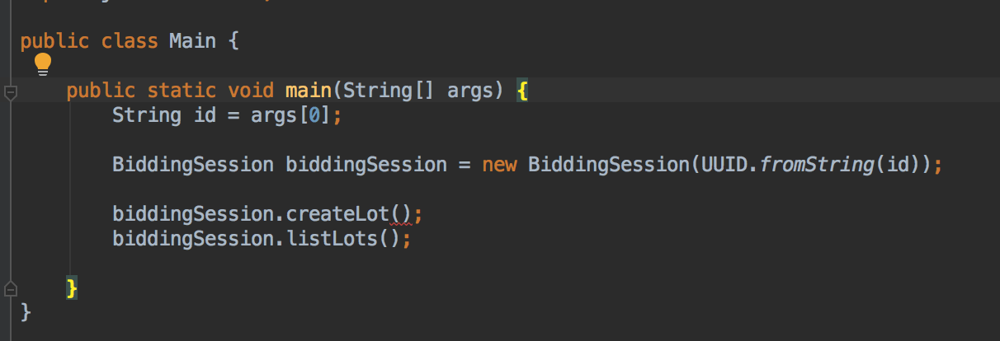 public class Main {
public static void main(String[] args) {
String id = args[0];
BiddingSession biddingSession = new BiddingSession(UUID.fromString(id));
biddingSession.createLot();
biddingSession.listLots();
}
}